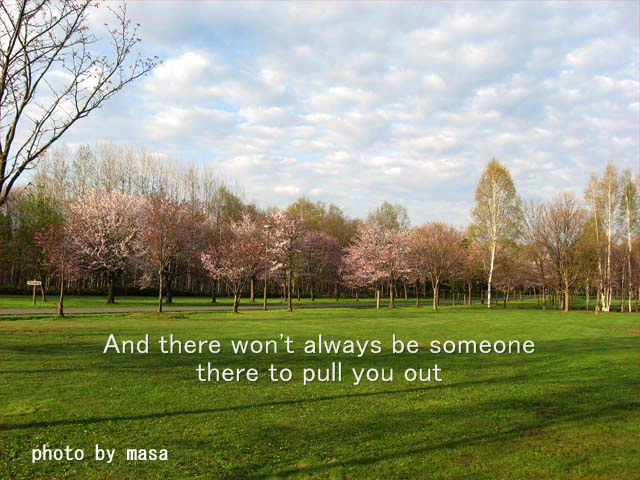 And there won't always be someone
there to pull you out
photo by masa